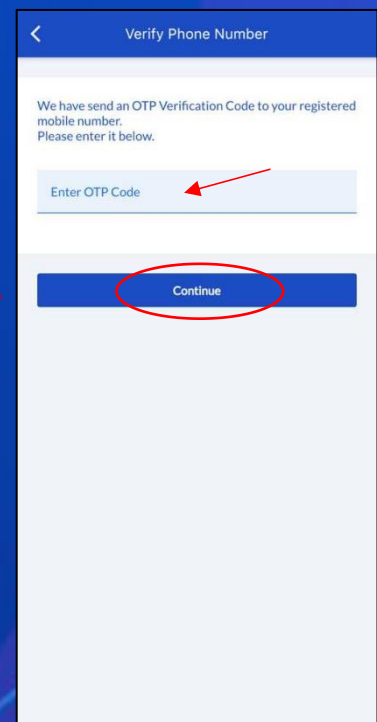 Verify Phone Number
We have send an OTP Verification Code to your registered
mobile number.
Please enter it below.
Enter OTP Code
Continue